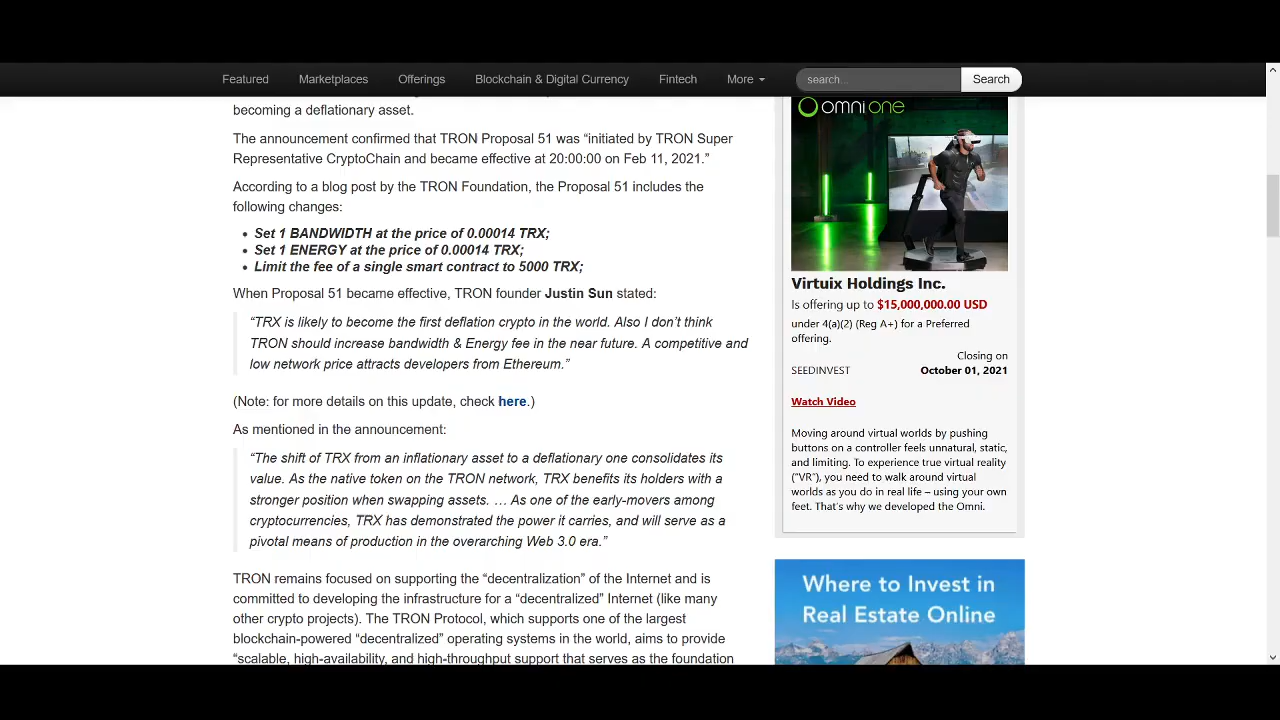 Featured
Marketplaces
Offerings
Blockchain & Digital Currency
Fintech
More
search...
Search
becoming a deflationary asset.
The announcement confirmed that TRON Proposal 51 was “initiated by TRON Super
Representative CryptoChain and became effective at 20:00:00 on Feb 11, 2021.”
According to a blog post by the TRON Foundation, the Proposal 51 includes the
following changes:
• Set 1 BANDWIDTH at the price of 0.00014 TRX;
• Set 1 ENERGY at the price of 0.00014 TRX;
• Limit the fee of a single smart contract to 5000 TRX;
When Proposal 51 became effective, TRON founder Justin Sun stated:
“TRX is likely to become the first deflation crypto in the world. Also I don’t think
TRON should increase bandwidth & Energy fee in the near future. A competitive and
low network price attracts developers from Ethereum.”
(Note: for more details on this update, check here.)
As mentioned in the announcement:
“The shift of TRX from an inflationary asset to a deflationary one consolidates its
value. As the native token on the TRON network, TRX benefits its holders with a
stronger position when swapping assets. … As one of the early-movers among
cryptocurrencies, TRX has demonstrated the power it carries, and will serve as a
pivotal means of production in the overarching Web 3.0 era.”
TRON remains focused on supporting the “decentralization” of the Internet and is
committed to developing the infrastructure for a “decentralized” Internet (like many
other crypto projects). The TRON Protocol, which supports one of the largest
blockchain-powered “decentralized” operating systems in the world, aims to provide
“scalable, high-availability, and high-throughput support that serves as the foundation
omni one
Virtuix Holdings Inc.
Is offering up to $15,000,000.00 USD
under 4(a)(2) (Reg A+) for a Preferred
offering.
Closing on
SEEDINVEST October 01, 2021
Watch Video
Moving around virtual worlds by pushing
buttons on a controller feels unnatural, static,
and limiting. To experience true virtual reality
(“VR”), you need to walk around virtual
worlds as you do in real life – using your own
feet. That’s why we developed the Omni.
Where to Invest in
Real Estate Online